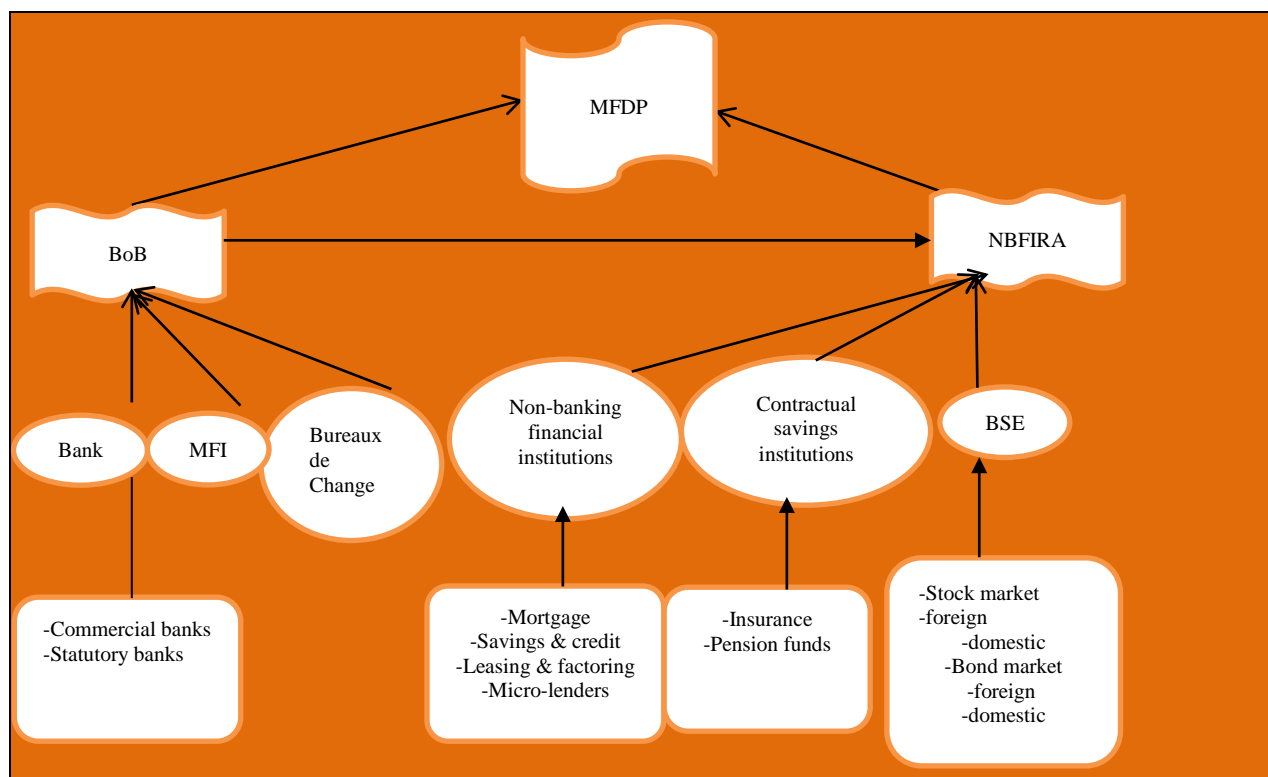 MFDP
BoB
NBFIRA
Bank
MFI
Bureaux
de
Change
Non-banking
financial
institutions
Contractual
savings
institutions
BSE
-Commercial banks
-Statutory banks
-Mortgage
-Savings & credit
-Leasing & factoring
-Micro-lenders
-Insurance
-Pension funds
-Stock market
-foreign
-domestic
-Bond market
-foreign
-domestic